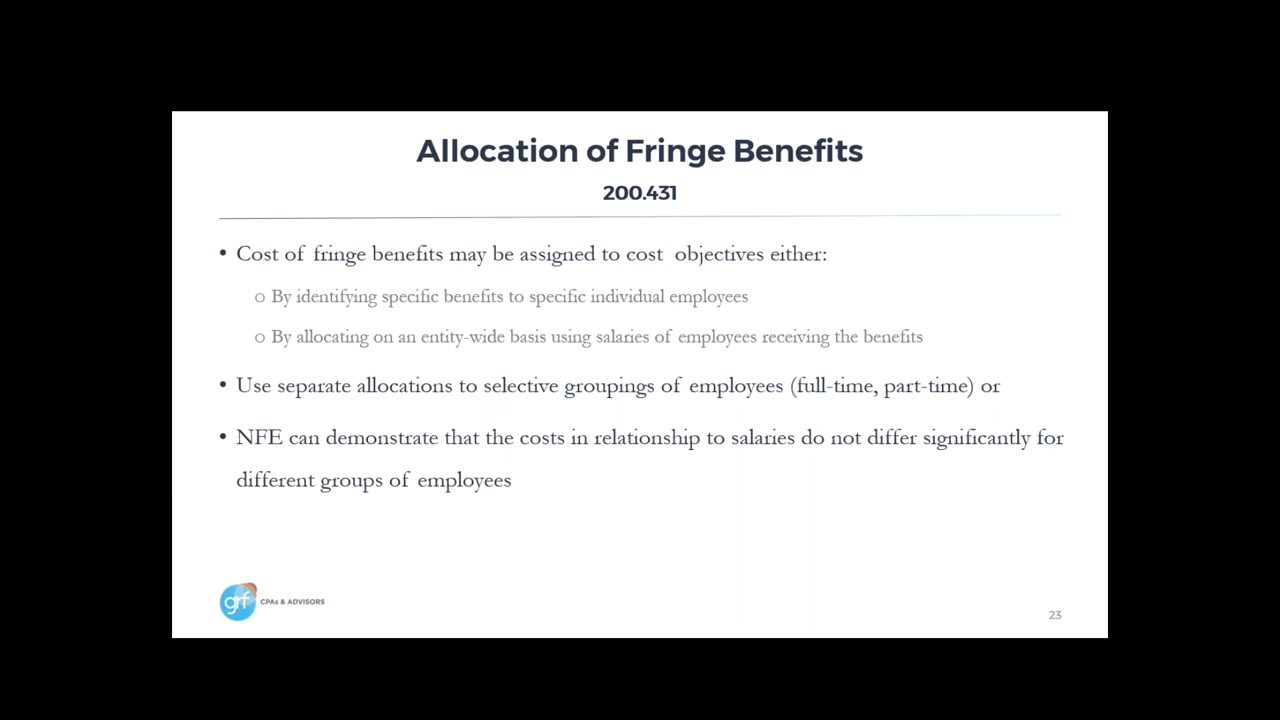 Allocation of Fringe Benefits
200.431
• Cost of fringe benefits may be assigned to cost objectives either:
o By identifying specific benefits to specific individual employees
o By allocating on an entity-wide basis using salaries of employees receiving the benefits
• Use separate allocations to selective groupings of employees (full-time, part-time) or
• NFE can demonstrate that the costs in relationship to salaries do not differ significantly for
different groups of employees
grf CPAs & ADVISORS
23